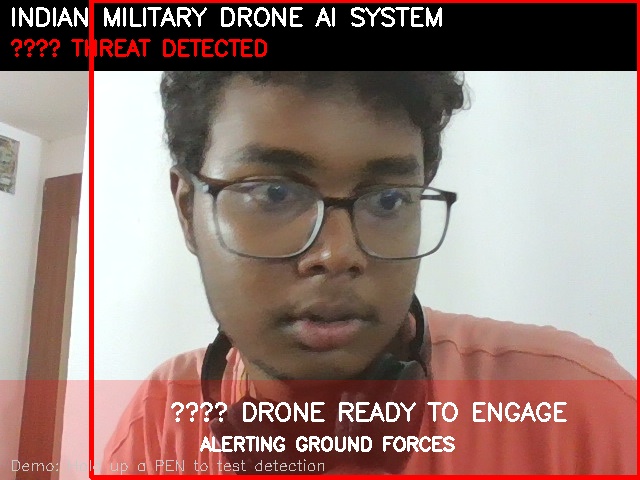 INDIAN MILITARY DRONE AI SYSTEM
???? THREAT DETECTED
???? DRONE READY TO ENGAGE
ALERTING GROUND FORCES
Demo: up a PEN to test detection